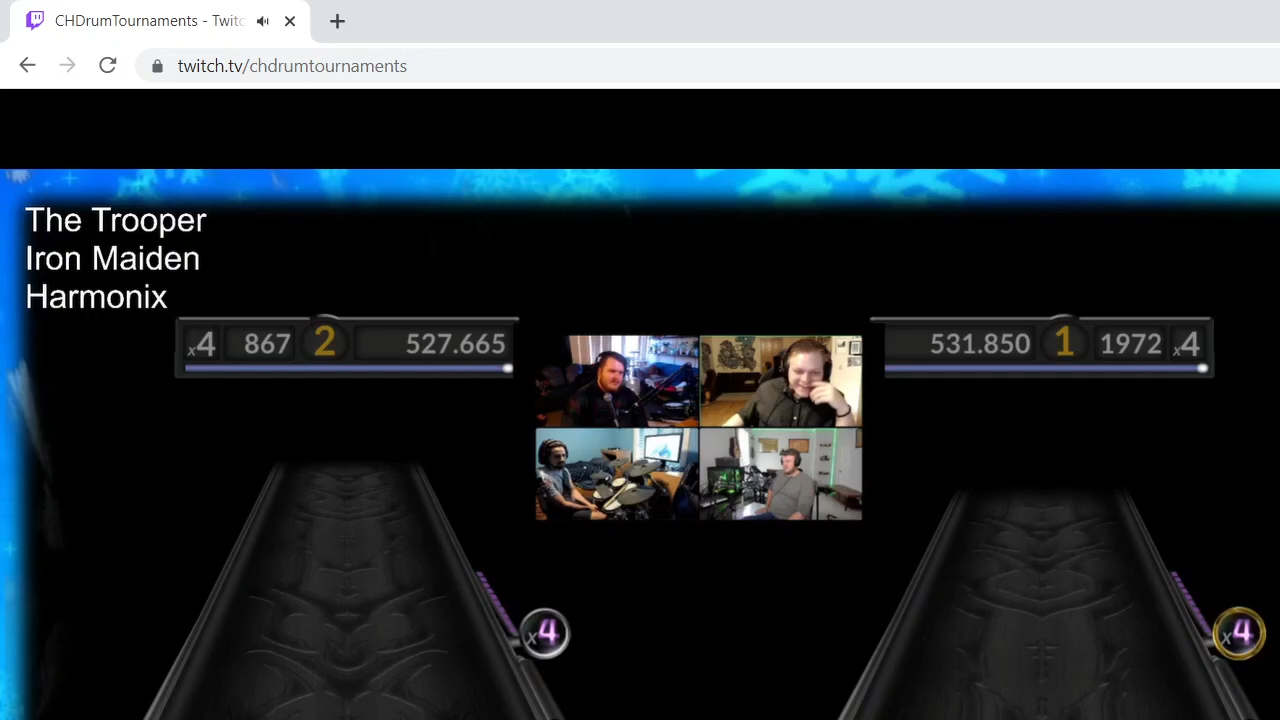 CHDrumTournaments - Twitc
twitch.tv/chdrumtournaments
The Trooper
Iron Maiden
Harmonix
x4 867 2 527.665
531.850 1 1972 x4
x4
x4